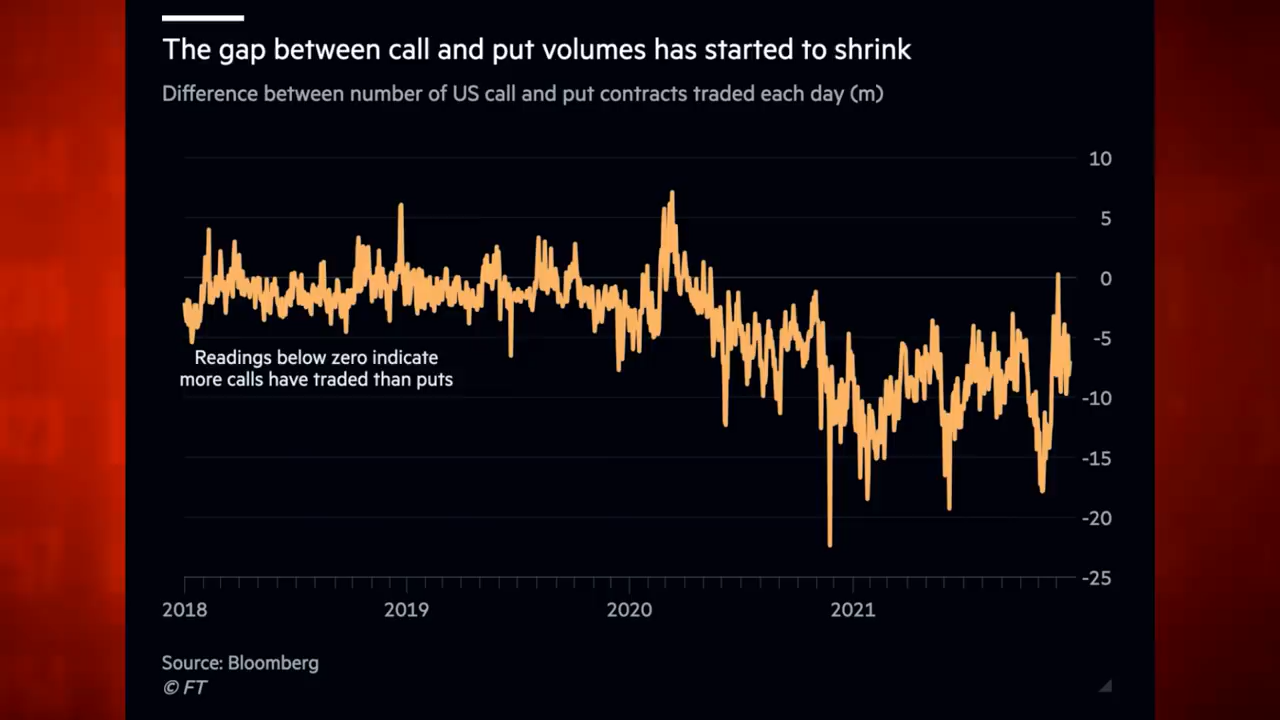 The gap between call and put volumes has started to shrink
Difference between number of US call and put contracts traded each day (m)
10
5
0
-5
Readings below zero indicate
more calls have traded than puts
-10
-15
-20
-25
2018 2019 2020 2021
Source: Bloomberg
© FT